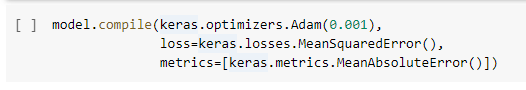 [ ] model.compile(keras.optimizers.Adam(0.001),
loss=keras.losses.MeanSquaredError(),
metrics=[keras.metrics.MeanAbsoluteError()])